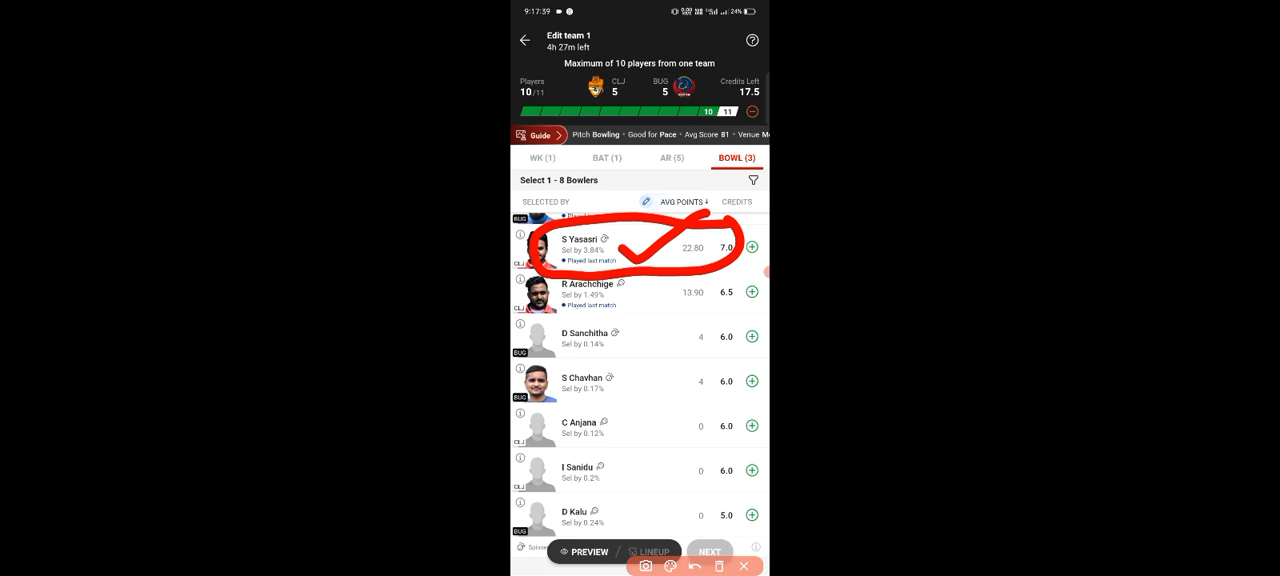 9:17:39
24%
Edit team 1
4h 27m left
Maximum of 10 players from one team
Players CLJ BUG Credits Left
10/11 5 5 17.5
10 11
Guide Pitch Bowling • Good for Pace • Avg Score 81 • Venue M
WK (1) BAT (1) AR (5) BOWL (3)
Select 1 - 8 Bowlers
SELECTED BY AVG POINTS↓ CREDITS
BUG Played last match
S Yasasri
Sel by 3.84% 22.80 7.0
CLJ Played last match
R Arachchige
Sel by 1.49% 13.90 6.5
CLJ Played last match
D Sanchitha
Sel by 0.14% 4 6.0
BUG
S Chavhan
Sel by 0.17% 4 6.0
BUG
C Anjana
Sel by 0.12% 0 6.0
CLJ
I Sanidu
Sel by 0.2% 0 6.0
CLJ
D Kalu
Sel by 0.24% 0 5.0
BUG
Spinne PREVIEW / LINEUP NEXT